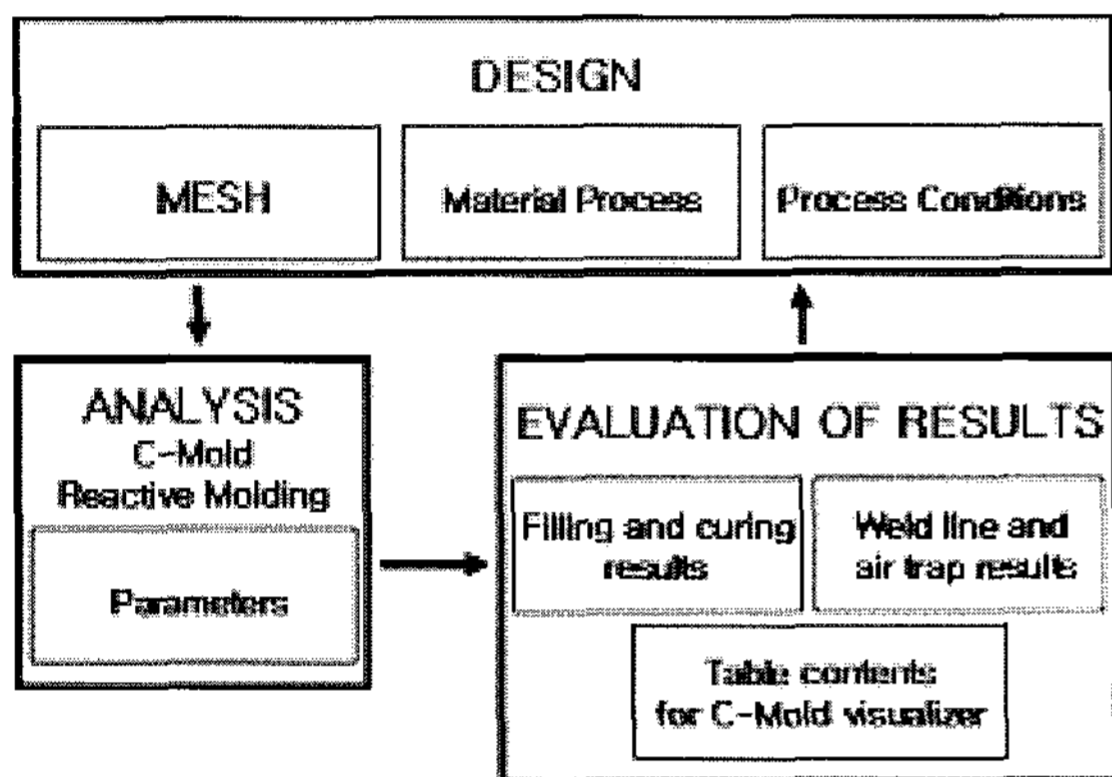 DESIGN
MESH
Material Process
Process Conditions
ANALYSIS
C-Mold
Reactive Molding
Parameters
EVALUATION OF RESULTS
Filling and curing
results
Weld line and
air trap results
Table contents
for C-Mold visualizer